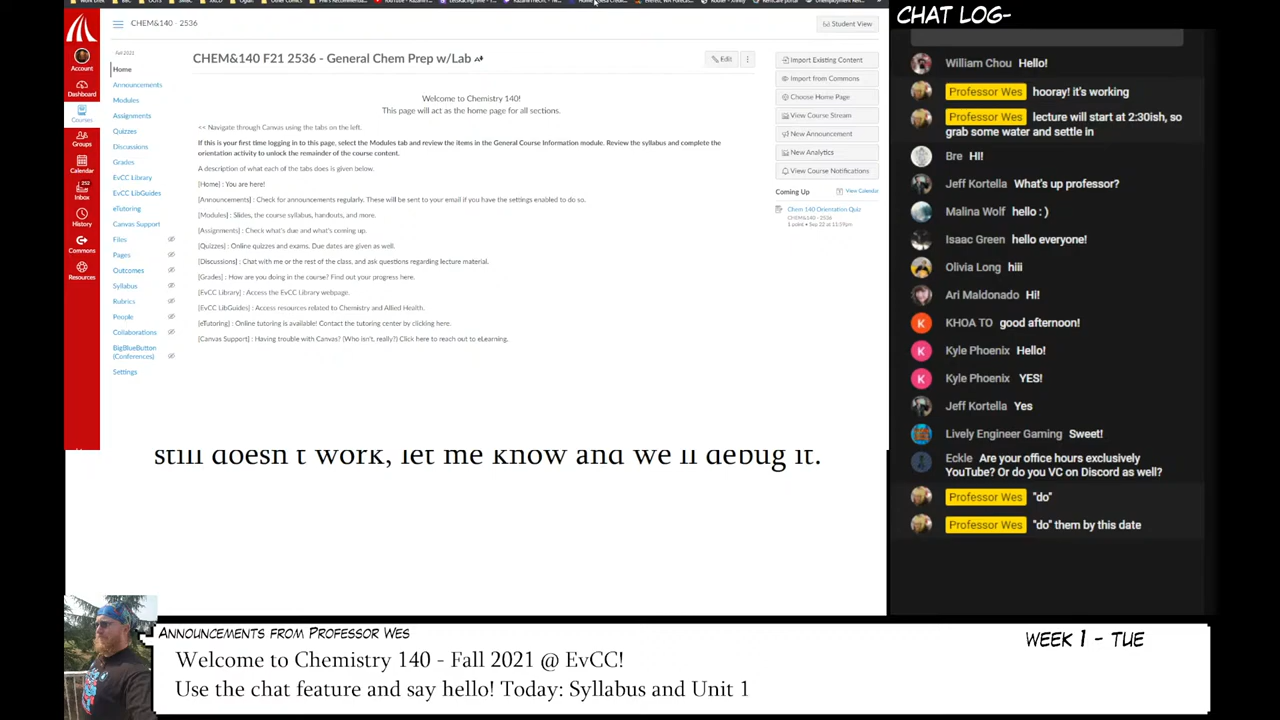 CHEM&140 - 2536
Student View
Account
Dashboard
Courses
Groups
Calendar
252
Inbox
History
Commons
Resources
Fall 2021
Home
Announcements
Modules
Assignments
Quizzes
Discussions
Grades
EvCC Library
EvCC LibGuides
eTutoring
Canvas Support
Files
Pages
Outcomes
Syllabus
Rubrics
People
Collaborations
BigBlueButton
(Conferences)
Settings
CHEM&140 F21 2536 - General Chem Prep w/Lab
Edit
Welcome to Chemistry 140!
This page will act as the home page for all sections.
<< Navigate through Canvas using the tabs on the left.
If this is your first time logging in to this page, select the Modules tab and review the items in the General Course Information module. Review the syllabus and complete the
orientation activity to unlock the remainder of the course content.
A description of what each of the tabs does is given below.
[Home] : You are here!
[Announcements] : Check for announcements regularly. These will be sent to your email if you have the settings enabled to do so.
[Modules] : Slides, the course syllabus, handouts, and more.
[Assignments] : Check what's due and what's coming up.
[Quizzes] : Online quizzes and exams. Due dates are given as well.
[Discussions] : Chat with me or the rest of the class, and ask questions regarding lecture material.
[Grades] : How are you doing in the course? Find out your progress here.
[EvCC Library] : Access the EvCC Library webpage.
[EvCC LibGuides] : Access resources related to Chemistry and Allied Health.
[eTutoring] : Online tutoring is available! Contact the tutoring center by clicking here.
[Canvas Support] : Having trouble with Canvas? (Who isn't, really?) Click here to reach out to eLearning.
Import Existing Content
Import from Commons
Choose Home Page
View Course Stream
New Announcement
New Analytics
View Course Notifications
Coming Up
View Calendar
Chem 140 Orientation Quiz
CHEM&140 - 2536
1 point • Sep 22 at 11:59pm
still doesn't work, let me know and we'll debug it.
CHAT LOG-
William Chou Hello!
Professor Wes hooray! it's working
Professor Wes lecture will start at 2:30ish, so
grab some water and settle in
Bre HI!
Jeff Kortella What's up professor?
Malina Wolf hello : )
Isaac Green hello everyone!
Olivia Long hiii
Ari Maldonado Hi!
K KHOA TO good afternoon!
K Kyle Phoenix Hello!
K Kyle Phoenix YES!
Jeff Kortella Yes
Lively Engineer Gaming Sweet!
Eckle Are your office hours exclusively
YouTube? Or do you VC on Discord as well?
Professor Wes "do"
Professor Wes "do" them by this date
Announcements from Professor Wes
WEEK 1 - TUE
Welcome to Chemistry 140 - Fall 2021 @ EvCC!
Use the chat feature and say hello! Today: Syllabus and Unit 1